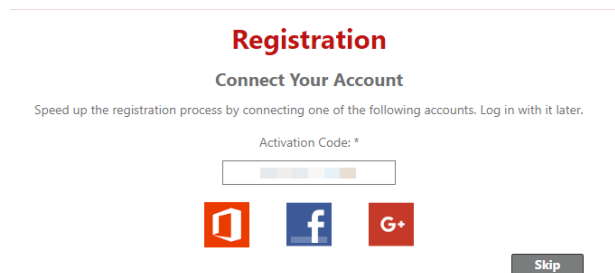 Registration
Connect Your Account
Speed up the registration process by connecting one of the following accounts. Log in with it later.
Activation Code: *
f G+
Skip